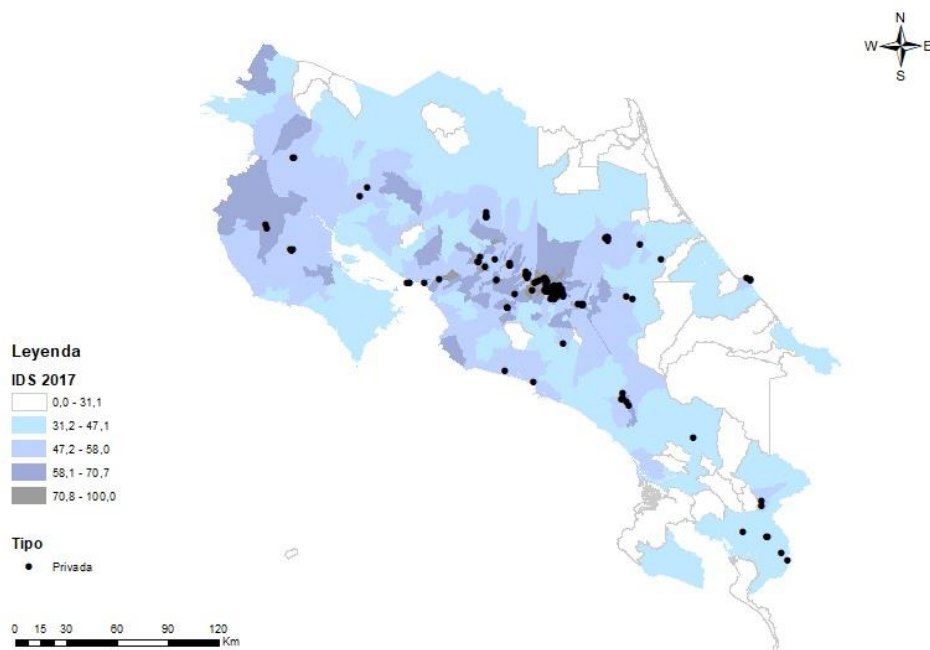 N
W E
S
Leyenda
IDS 2017
0,0 - 31,1
31,2 - 47,1
47,2 - 58,0
58,1 - 70,7
70,8 - 100,0
Tipo
Privada
0 15 30 60 90 120
Km